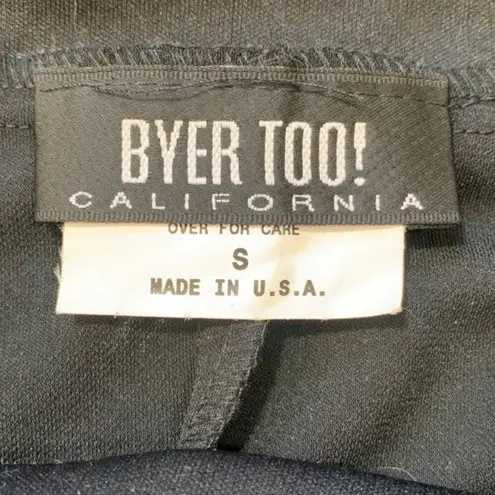 BYER TOO!
CALIFORNIA
OVER FOR CARE
S
MADE IN U.S.A.